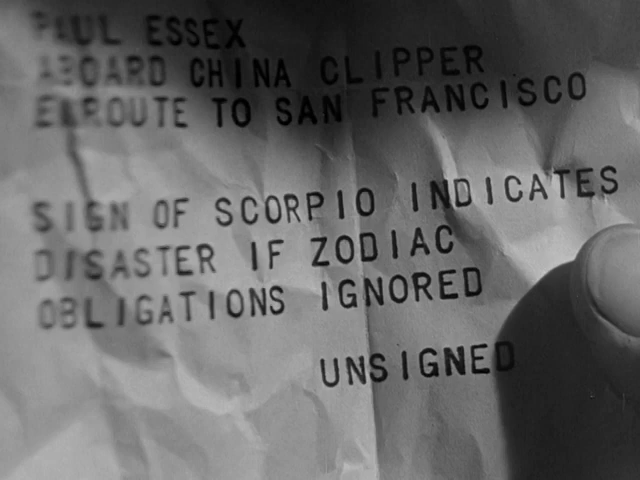 PAUL ESSEX
ABOARD CHINA CLIPPER
ENROUTE TO SAN FRANCISCO
SIGN OF SCORPIO INDICATES
DISASTER IF ZODIAC
OBLIGATIONS IGNORED
UNSIGNED